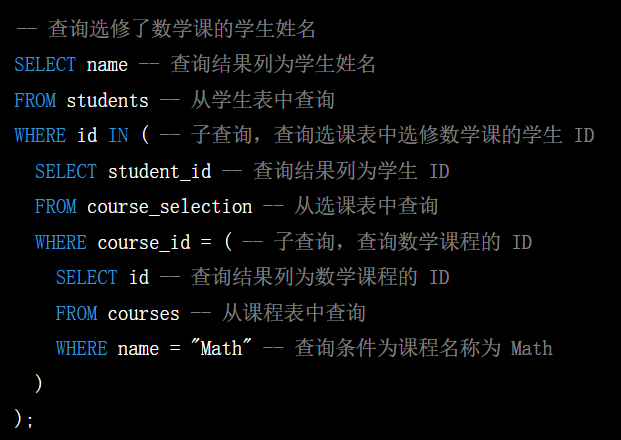 -- 查询选修了数学课的学生姓名
SELECT name -- 查询结果列为学生姓名
FROM students -- 从学生表中查询
WHERE id IN ( -- 子查询，查询选课表中选修数学课的学生 ID
  SELECT student_id -- 查询结果列为学生 ID
  FROM course_selection -- 从选课表中查询
  WHERE course_id = ( -- 子查询，查询数学课程的 ID
    SELECT id -- 查询结果列为数学课程的 ID
    FROM courses -- 从课程表中查询
    WHERE name = "Math" -- 查询条件为课程名称为 Math
  )
);